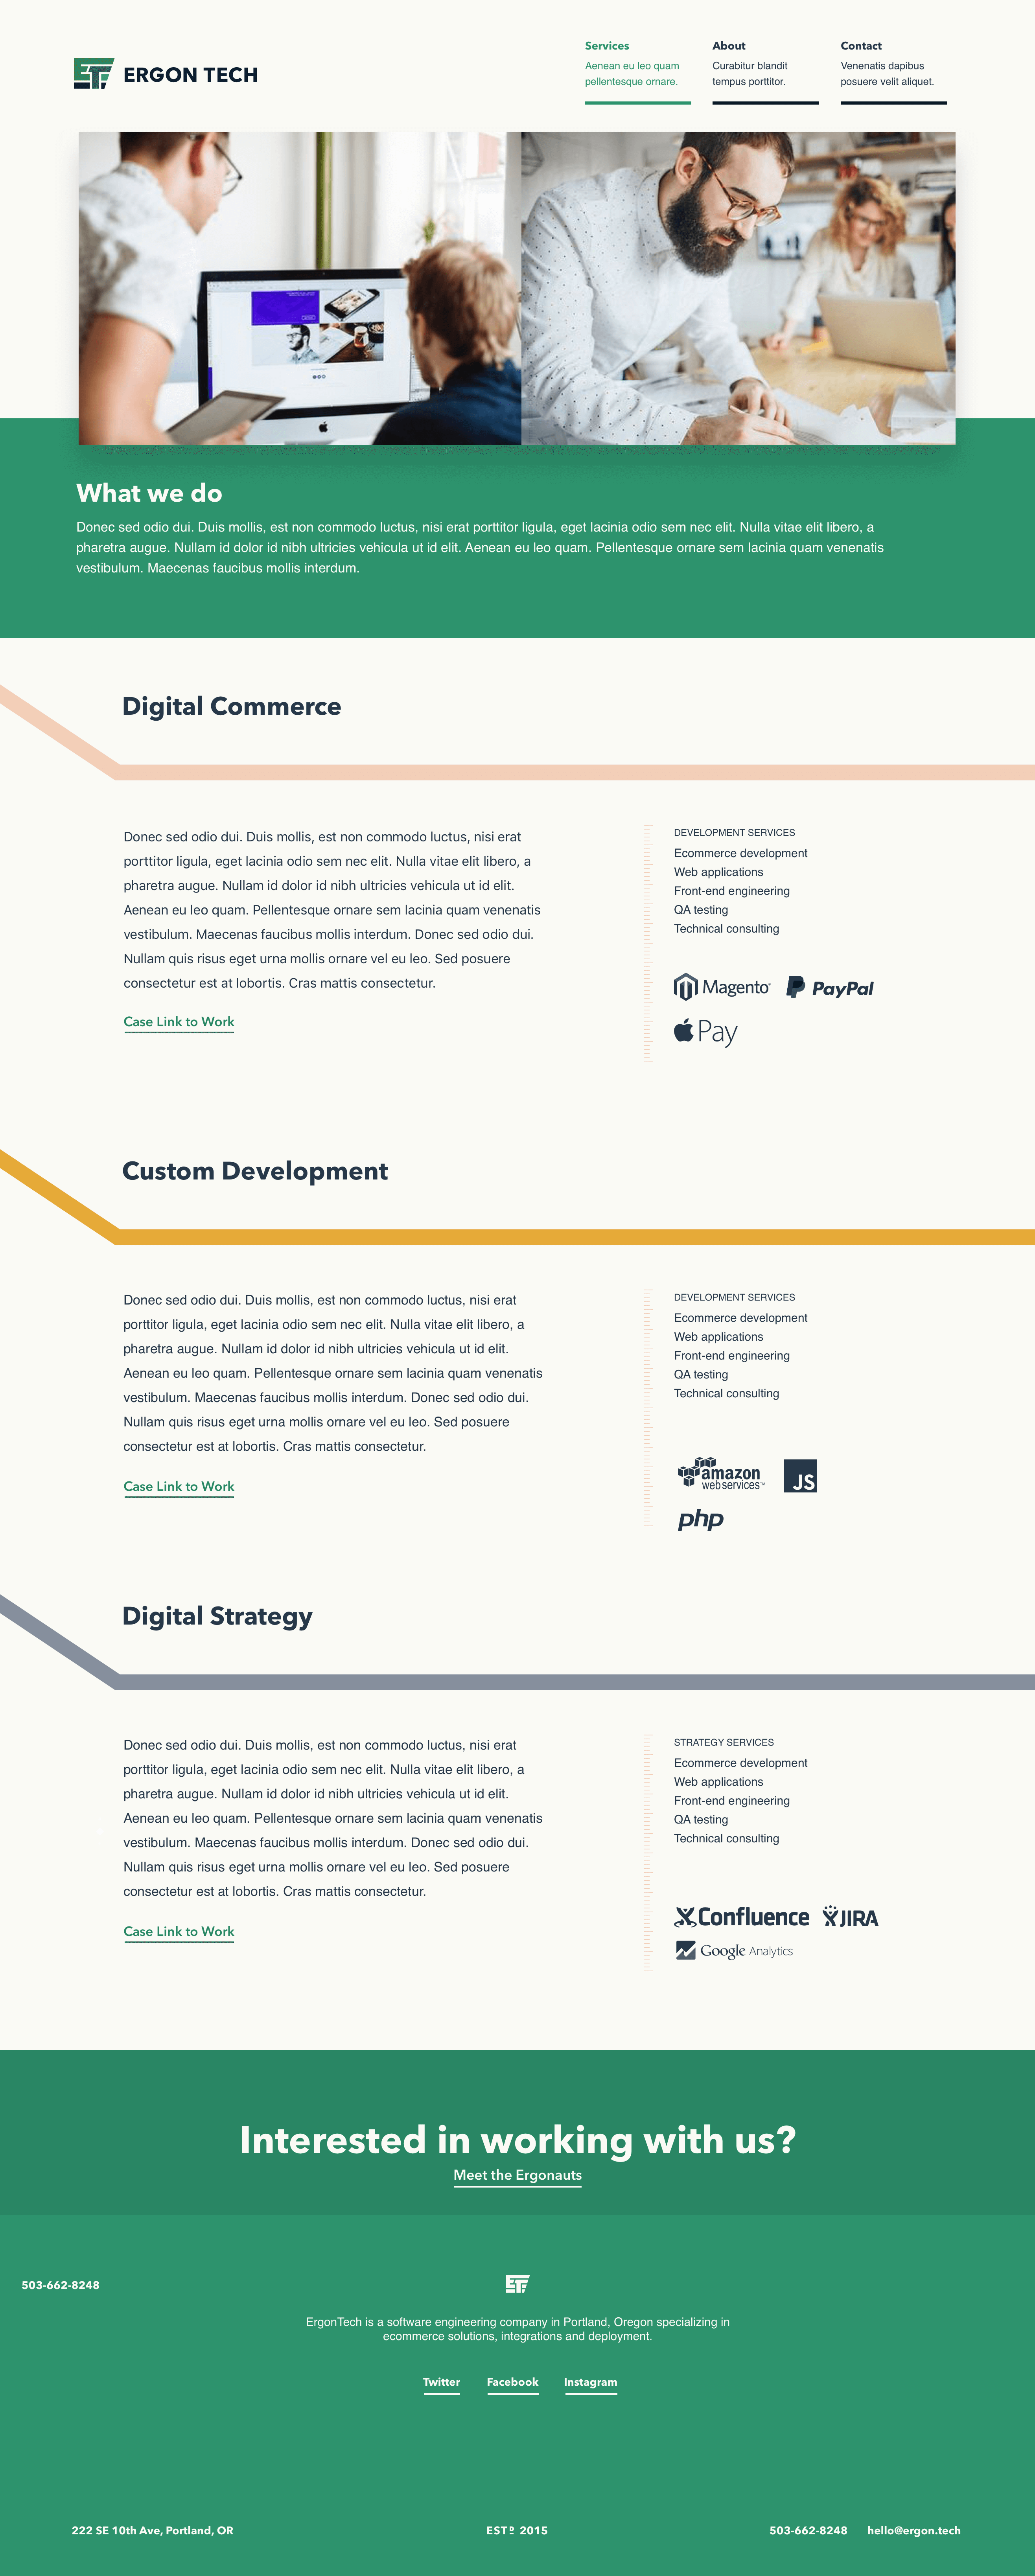 ERGON TECH
Services
Aenean eu leo quam
pellentesque ornare.
About
Curabitur blandit
tempus porttitor.
Contact
Venenatis dapibus
posuere velit aliquet.
What we do
Donec sed odio dui. Duis mollis, est non commodo luctus, nisi erat porttitor ligula, eget lacinia odio sem nec elit. Nulla vitae elit libero, a
pharetra augue. Nullam id dolor id nibh ultricies vehicula ut id elit. Aenean eu leo quam. Pellentesque ornare sem lacinia quam venenatis
vestibulum. Maecenas faucibus mollis interdum.
Digital Commerce
Donec sed odio dui. Duis mollis, est non commodo luctus, nisi erat
porttitor ligula, eget lacinia odio sem nec elit. Nulla vitae elit libero, a
pharetra augue. Nullam id dolor id nibh ultricies vehicula ut id elit.
Aenean eu leo quam. Pellentesque ornare sem lacinia quam venenatis
vestibulum. Maecenas faucibus mollis interdum. Donec sed odio dui.
Nullam quis risus eget urna mollis ornare vel eu leo. Sed posuere
consectetur est at lobortis. Cras mattis consectetur.
Case Link to Work
DEVELOPMENT SERVICES
Ecommerce development
Web applications
Front-end engineering
QA testing
Technical consulting
Magento PayPal
Pay
Custom Development
Donec sed odio dui. Duis mollis, est non commodo luctus, nisi erat
porttitor ligula, eget lacinia odio sem nec elit. Nulla vitae elit libero, a
pharetra augue. Nullam id dolor id nibh ultricies vehicula ut id elit.
Aenean eu leo quam. Pellentesque ornare sem lacinia quam venenatis
vestibulum. Maecenas faucibus mollis interdum. Donec sed odio dui.
Nullam quis risus eget urna mollis ornare vel eu leo. Sed posuere
consectetur est at lobortis. Cras mattis consectetur.
Case Link to Work
DEVELOPMENT SERVICES
Ecommerce development
Web applications
Front-end engineering
QA testing
Technical consulting
amazon
web services™
JS
php
Digital Strategy
Donec sed odio dui. Duis mollis, est non commodo luctus, nisi erat
porttitor ligula, eget lacinia odio sem nec elit. Nulla vitae elit libero, a
pharetra augue. Nullam id dolor id nibh ultricies vehicula ut id elit.
Aenean eu leo quam. Pellentesque ornare sem lacinia quam venenatis
vestibulum. Maecenas faucibus mollis interdum. Donec sed odio dui.
Nullam quis risus eget urna mollis ornare vel eu leo. Sed posuere
consectetur est at lobortis. Cras mattis consectetur.
Case Link to Work
STRATEGY SERVICES
Ecommerce development
Web applications
Front-end engineering
QA testing
Technical consulting
Confluence JIRA
Google Analytics
Interested in working with us?
Meet the Ergonauts
503-662-8248
ET
ErgonTech is a software engineering company in Portland, Oregon specializing in
ecommerce solutions, integrations and deployment.
Twitter Facebook Instagram
222 SE 10th Ave, Portland, OR
ESTD 2015
503-662-8248 hello@ergon.tech